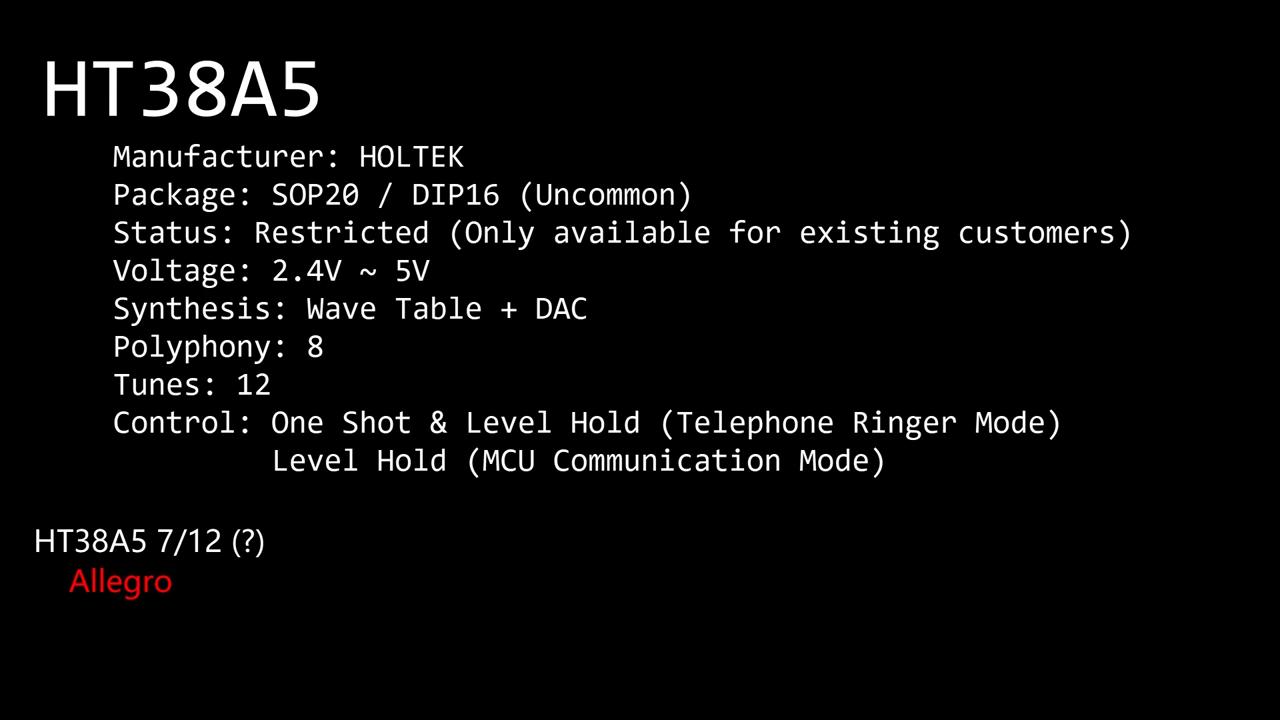 HT38A5
Manufacturer: HOLTEK
Package: SOP20 / DIP16 (Uncommon)
Status: Restricted (Only available for existing customers)
Voltage: 2.4V ~ 5V
Synthesis: Wave Table + DAC
Polyphony: 8
Tunes: 12
Control: One Shot & Level Hold (Telephone Ringer Mode)
Level Hold (MCU Communication Mode)
HT38A5 7/12 (?)
Allegro